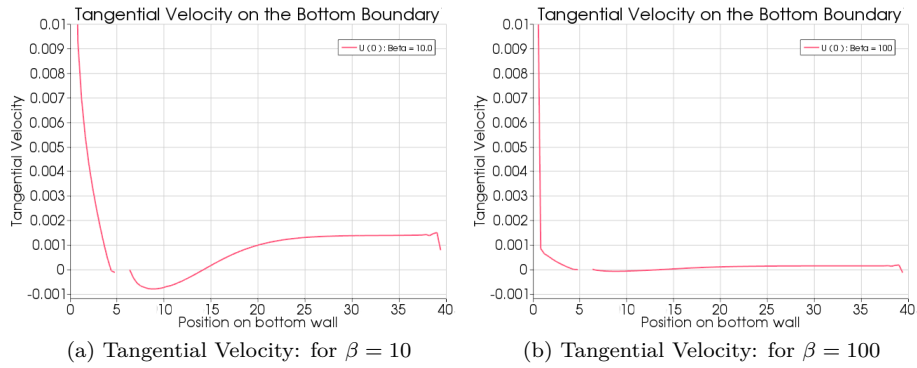 Tangential Velocity on the Bottom Boundary
U ( 0 ): Beta = 10.0
Tangential Velocity
0.01
0.009
0.008
0.007
0.006
0.005
0.004
0.003
0.002
0.001
0
-0.001
0 5 10 15 20 25 30 35 40
Position on bottom wall
(a) Tangential Velocity: for β = 10
Tangential Velocity on the Bottom Boundary
U ( 0 ): Beta = 100
Tangential Velocity
0.01
0.009
0.008
0.007
0.006
0.005
0.004
0.003
0.002
0.001
0
-0.001
0 5 10 15 20 25 30 35 40
Position on bottom wall
(b) Tangential Velocity: for β = 100